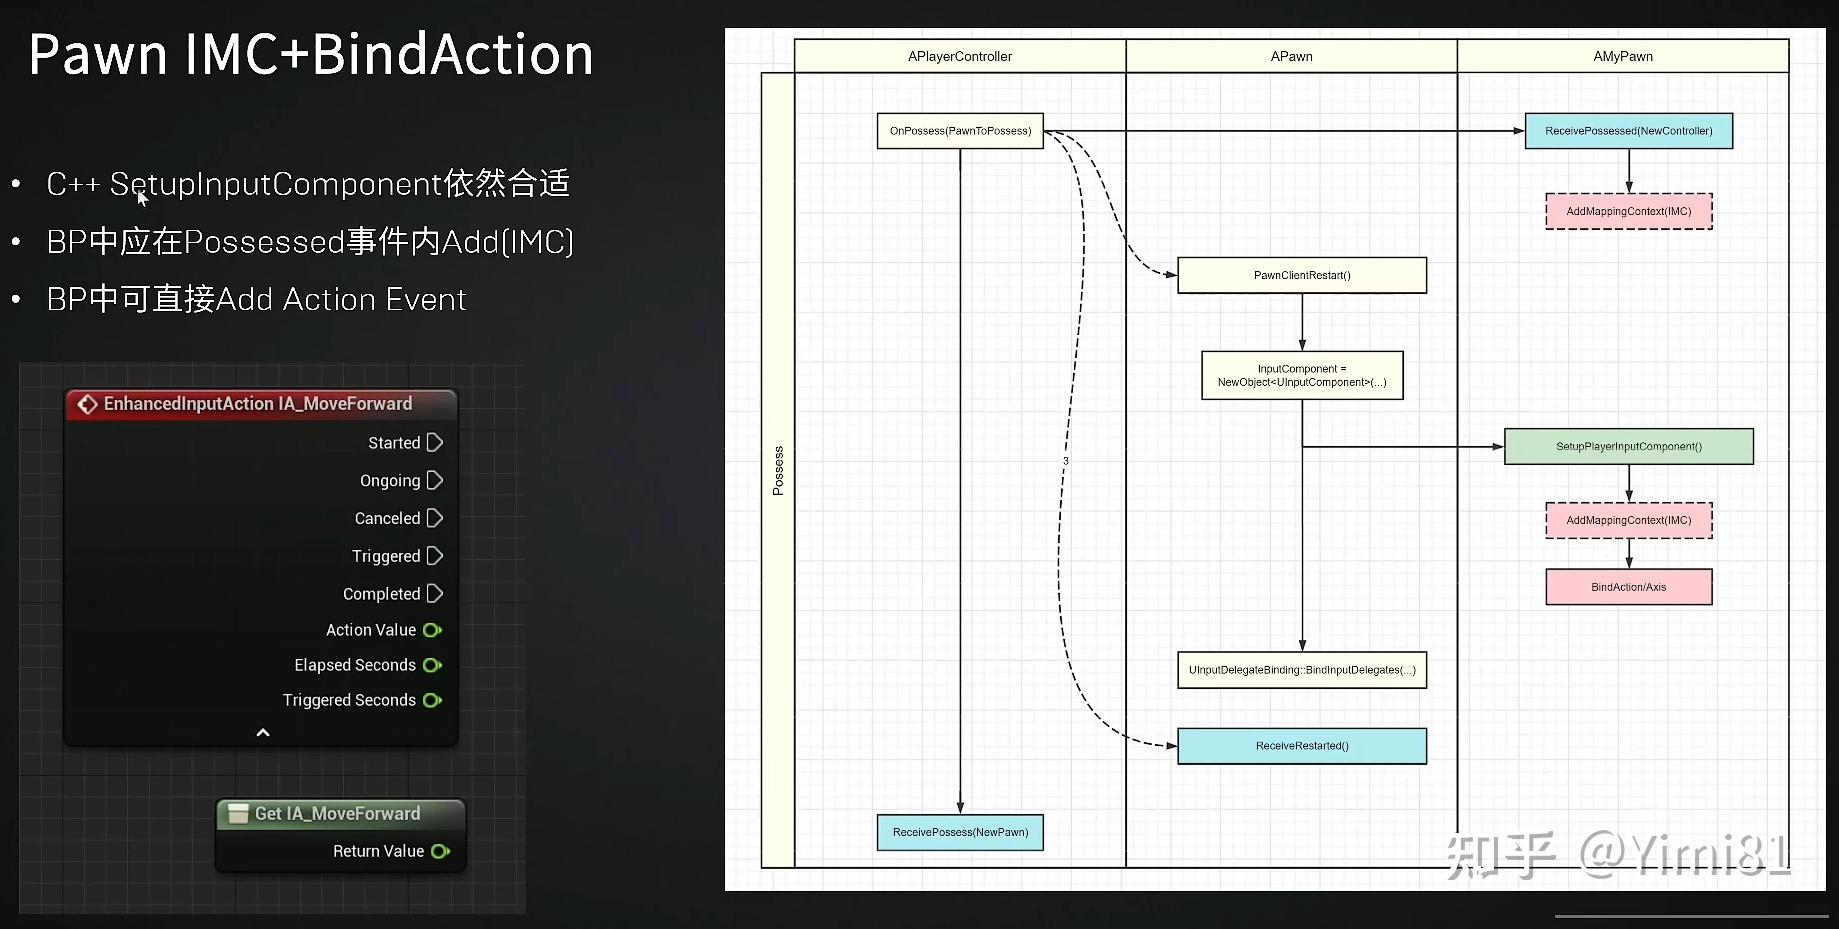 Pawn IMC+BindAction
• C++ SetupInputComponent依然合适
• BP中应在Possessed事件内Add(IMC)
• BP中可直接Add Action Event
EnhancedInputAction IA_MoveForward
Started
Ongoing
Canceled
Triggered
Completed
Action Value
Elapsed Seconds
Triggered Seconds
Get IA_MoveForward
Return Value
APlayerController
APawn
AMyPawn
Possess
OnPossess(PawnToPossess)
ReceivePossessed(NewController)
AddMappingContext(IMC)
PawnClientRestart()
InputComponent =
NewObject<UInputComponent>(...)
SetupPlayerInputComponent()
3
AddMappingContext(IMC)
BindAction/Axis
UInputDelegateBinding::BindInputDelegates(...)
ReceiveRestarted()
ReceivePossess(NewPawn)
知乎 @Yimi81